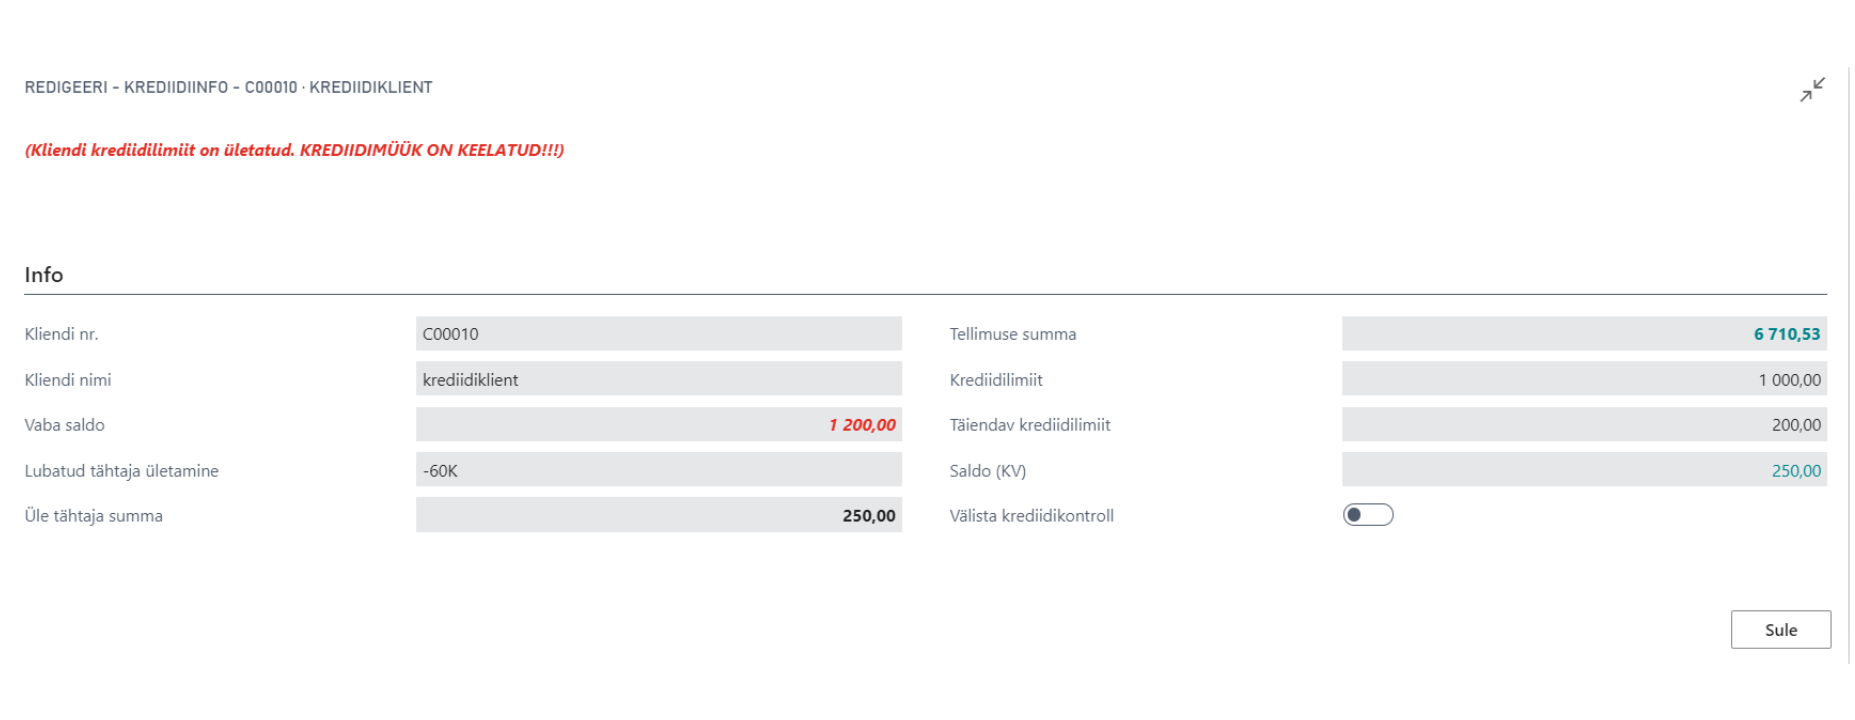 REDIGEERI - KREDIIDIINFO - C00010 · KREDIIDIKLIENT
(Kliendi krediidilimiit on ületatud. KREDIIDIMÜÜK ON KEELATUD!!!)
Info
Kliendi nr. C00010
Kliendi nimi krediidiklient
Vaba saldo 1 200,00
Lubatud tähtaja ületamine -60K
Üle tähtaja summa 250,00
Tellimuse summa 6 710,53
Krediidilimiit 1 000,00
Täiendav krediidilimiit 200,00
Saldo (KV) 250,00
Välista krediidikontroll
Sule